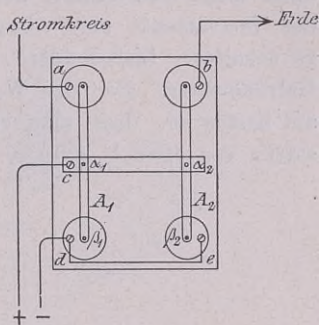 Stromkreis
Erde
a
b
c
α₁
α₂
A₁
A₂
β₁
β₂
d
e
+ −